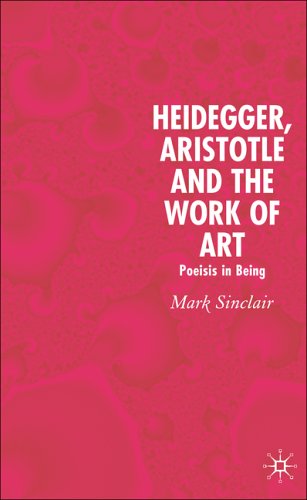 HEIDEGGER,
ARISTOTLE
AND THE
WORK OF
ART
Poeisis in Being
Mark Sinclair